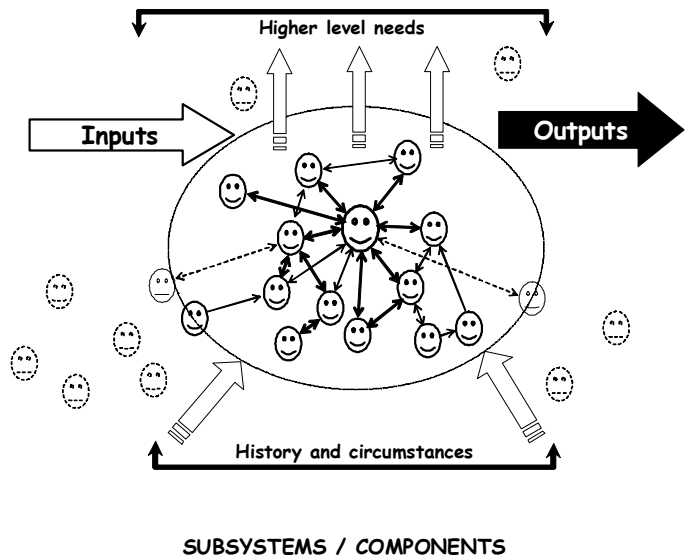 Higher level needs
Inputs
Outputs
History and circumstances
SUBSYSTEMS / COMPONENTS